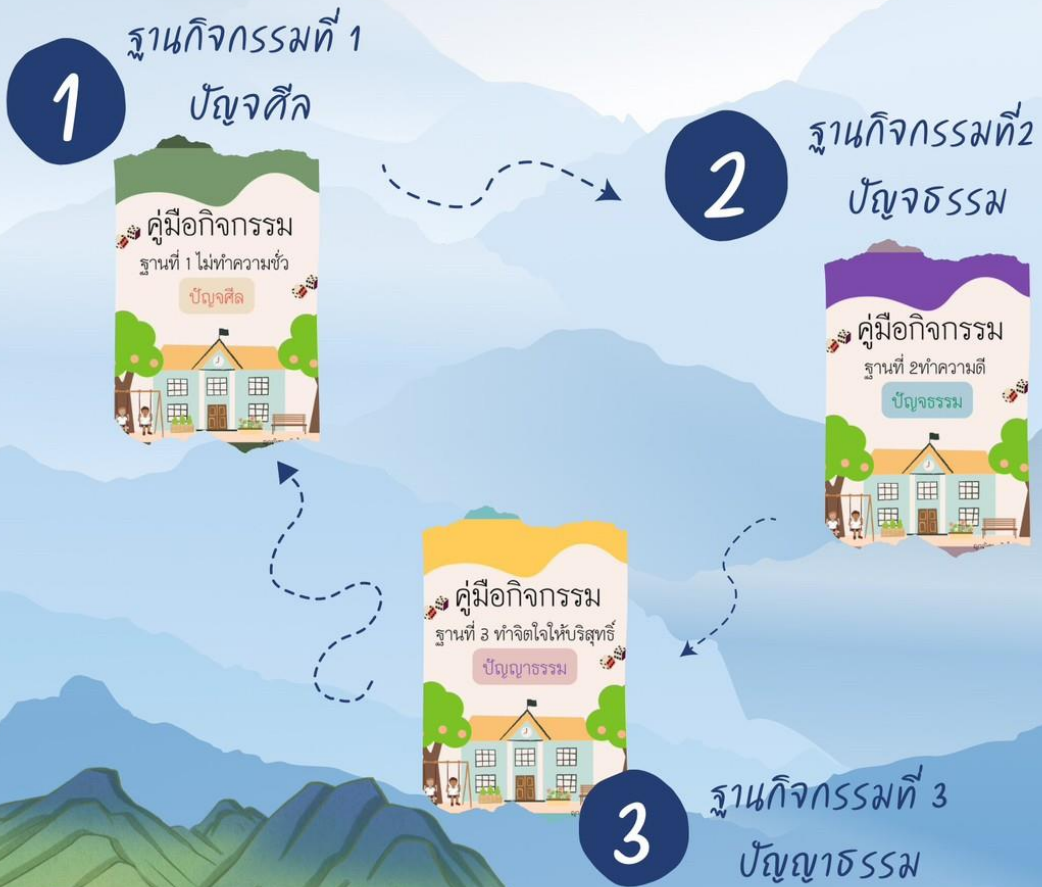 1
ฐานกิจกรรมที่ 1
ปัญจศีล
คู่มือกิจกรรม
ฐานที่ 1 ไม่ทำความชั่ว
ปัญจศีล
2
ฐานกิจกรรมที่2
ปัญจธรรม
คู่มือกิจกรรม
ฐานที่ 2ทำความดี
ปัญจธรรม
คู่มือกิจกรรม
ฐานที่ 3 ทำจิตใจให้บริสุทธิ์
ปัญญาธรรม
3
ฐานกิจกรรมที่ 3
ปัญญาธรรม